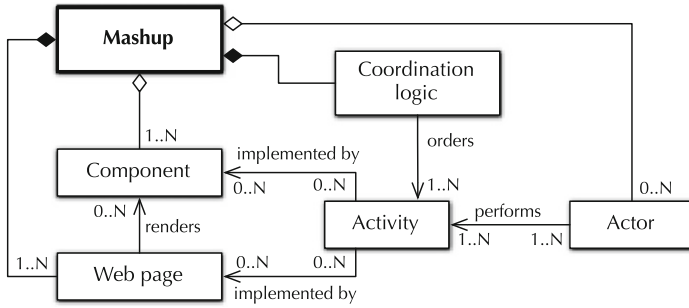 Mashup
Coordination
logic
1..N
implemented by
orders
Component
0..N
0..N
1..N
0..N
0..N
renders
Activity
performs
Actor
1..N
1..N
1..N
Web page
0..N
0..N
implemented by